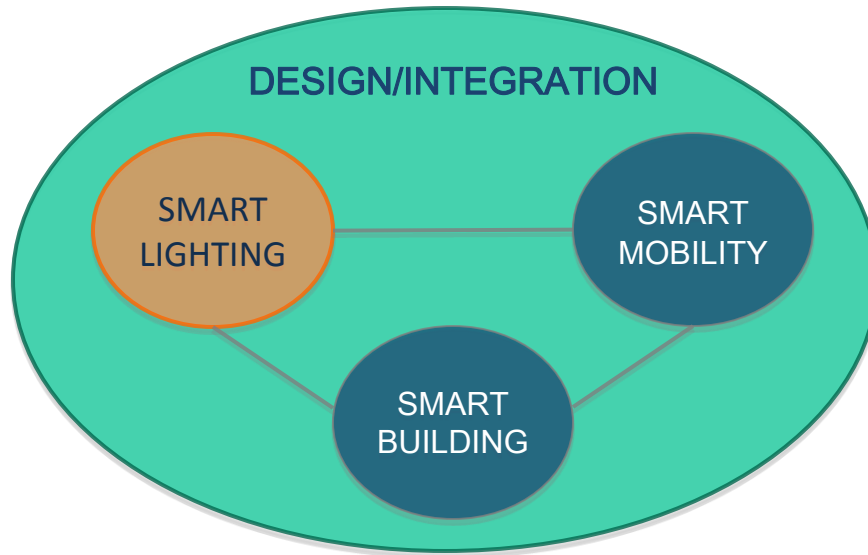 DESIGN/INTEGRATION
SMART
LIGHTING
SMART
MOBILITY
SMART
BUILDING